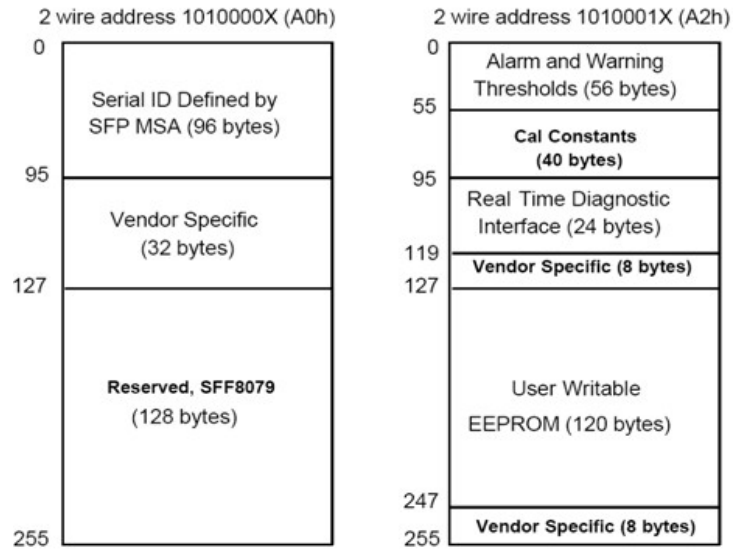 2 wire address 1010000X (A0h)
0
Serial ID Defined by
SFP MSA (96 bytes)
95
Vendor Specific
(32 bytes)
127
Reserved, SFF8079
(128 bytes)
255
2 wire address 1010001X (A2h)
0
Alarm and Warning
Thresholds (56 bytes)
55
Cal Constants
(40 bytes)
95
Real Time Diagnostic
Interface (24 bytes)
119
Vendor Specific (8 bytes)
127
User Writable
EEPROM (120 bytes)
247
Vendor Specific (8 bytes)
255